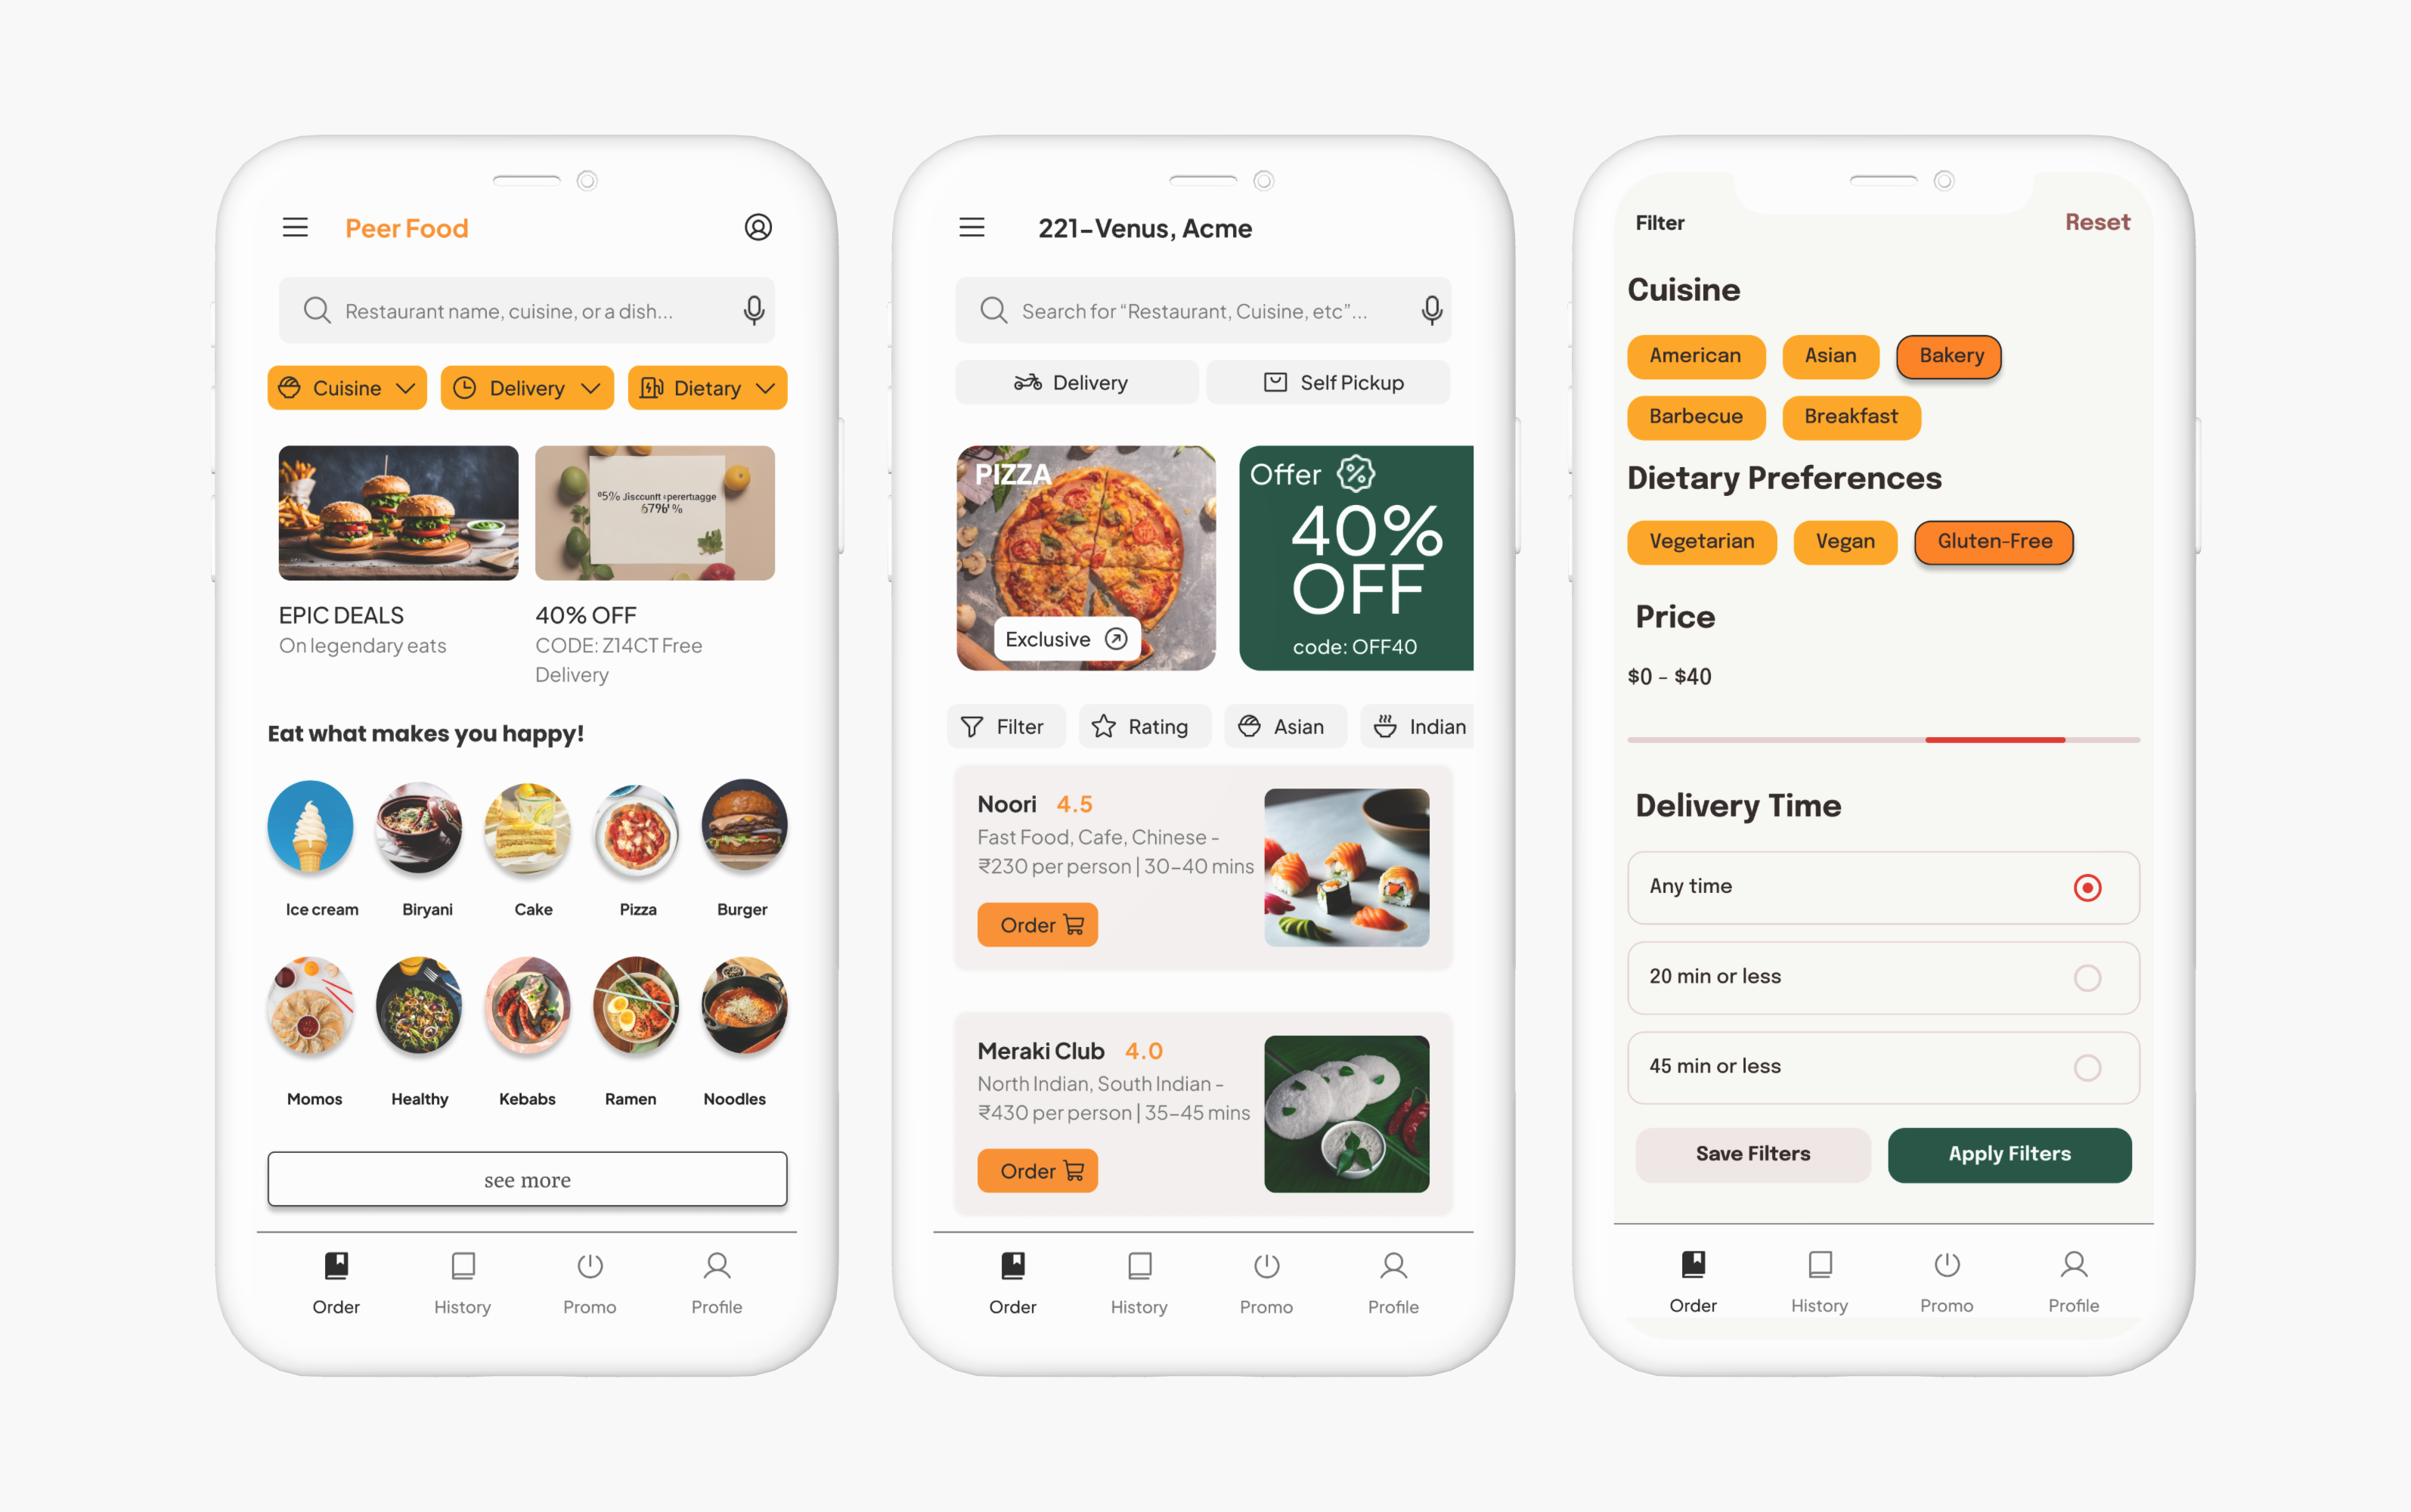 Peer Food
Restaurant name, cuisine, or a dish...
Cuisine
Delivery
Dietary
°5% Jisccunft
EPIC DEALS
On legendary eats
40% OFF
CODE: Z14CT Free
Delivery
Eat what makes you happy!
Ice cream
Biryani
Cake
Pizza
Burger
Momos
Healthy
Kebabs
Ramen
Noodles
see more
Order
History
Promo
Profile
221-Venus, Acme
Search for “Restaurant, Cuisine, etc”...
Delivery
Self Pickup
PIZZA
Exclusive
Offer
40%
OFF
code: OFF40
Filter
Rating
Asian
Indian
Noori 4.5
Fast Food, Cafe, Chinese -
₹230 per person | 30-40 mins
Order
Meraki Club 4.0
North Indian, South Indian -
₹430 per person | 35-45 mins
Order
Order
History
Promo
Profile
Filter
Reset
Cuisine
American
Asian
Bakery
Barbecue
Breakfast
Dietary Preferences
Vegetarian
Vegan
Gluten-Free
Price
$0 - $40
Delivery Time
Any time
20 min or less
45 min or less
Save Filters
Apply Filters
Order
History
Promo
Profile